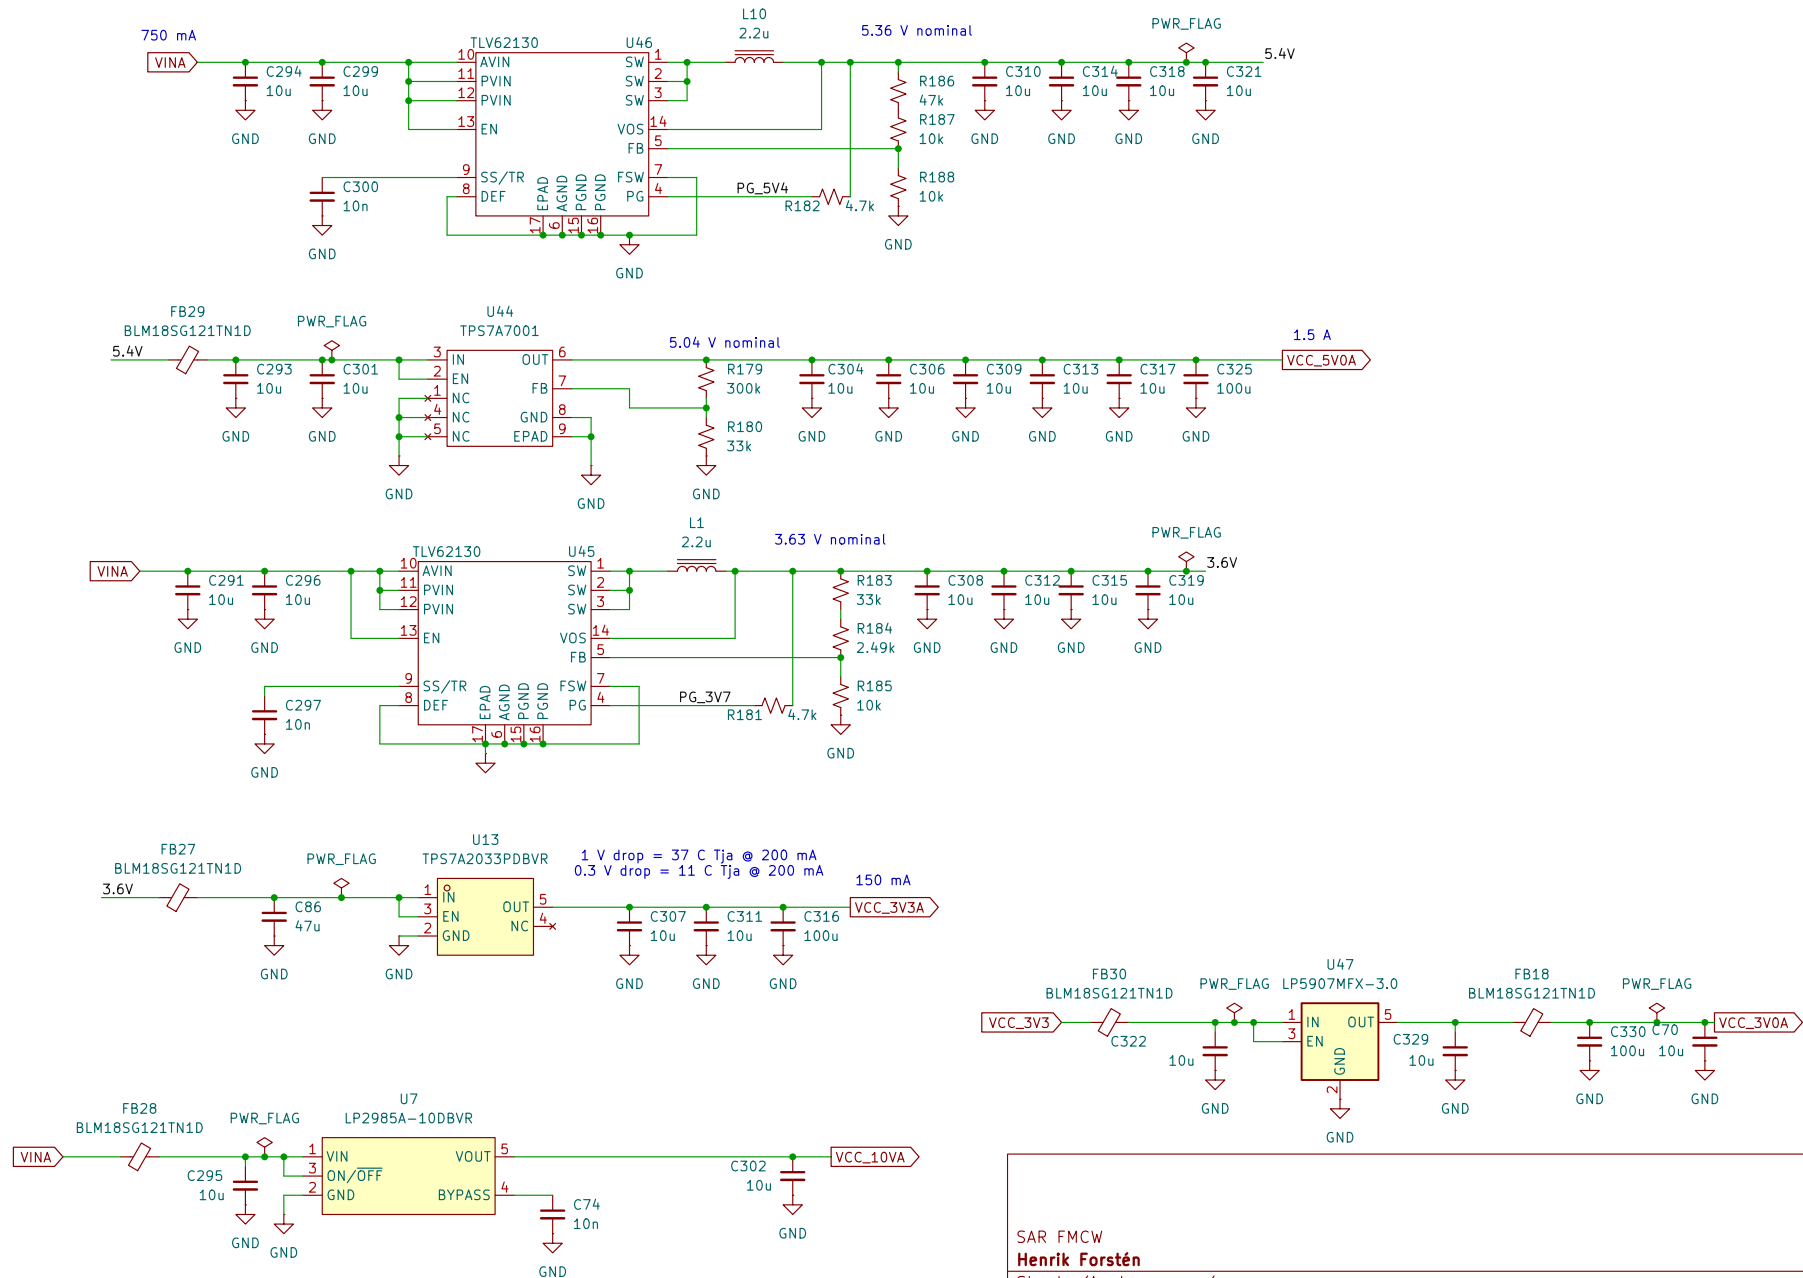 750 mA
VINA
C294
10u
GND
C299
10u
GND
TLV62130
U46
10 AVIN
11 PVIN
12 PVIN
13 EN
9 SS/TR
8 DEF
SW 1
SW 2
SW 3
VOS 14
FB 5
FSW 7
PG 4
EPAD 17
AGND 6
PGND 15
PGND 16
GND
C300
10n
GND
L10
2.2u
5.36 V nominal
PG_5V4
R182
4.7k
R186
47k
R187
10k
R188
10k
GND
C310
10u
GND
C314
10u
GND
C318
10u
GND
PWR_FLAG
C321
10u
GND
5.4V
FB29
BLM18SG121TN1D
5.4V
PWR_FLAG
C293
10u
GND
C301
10u
GND
U44
TPS7A7001
3 IN
2 EN
1 NC
4 NC
5 NC
OUT 6
FB 7
GND 8
EPAD 9
GND
GND
5.04 V nominal
R179
300k
R180
33k
GND
C304
10u
GND
C306
10u
GND
C309
10u
GND
C313
10u
GND
C317
10u
GND
C325
100u
GND
1.5 A
VCC_5V0A
VINA
C291
10u
GND
C296
10u
GND
TLV62130
U45
10 AVIN
11 PVIN
12 PVIN
13 EN
9 SS/TR
8 DEF
SW 1
SW 2
SW 3
VOS 14
FB 5
FSW 7
PG 4
EPAD 17
AGND 6
PGND 15
PGND 16
C297
10n
GND
L1
2.2u
3.63 V nominal
PG_3V7
R181
4.7k
R183
33k
R184
2.49k
R185
10k
GND
C308
10u
GND
C312
10u
GND
C315
10u
GND
PWR_FLAG
C319
10u
GND
3.6V
FB27
BLM18SG121TN1D
3.6V
PWR_FLAG
C86
47u
GND
U13
TPS7A2033PDBVR
1 IN
3 EN
2 GND
OUT 5
NC 4
GND
1 V drop = 37 C Tja @ 200 mA
0.3 V drop = 11 C Tja @ 200 mA
150 mA
VCC_3V3A
C307
10u
GND
C311
10u
GND
C316
100u
GND
VCC_3V3
FB30
BLM18SG121TN1D
C322
10u
GND
PWR_FLAG
U47
LP5907MFX-3.0
1 IN
3 EN
OUT 5
GND 2
GND
C329
10u
GND
FB18
BLM18SG121TN1D
PWR_FLAG
C330
100u
GND
C70
10u
GND
VCC_3V0A
VINA
FB28
BLM18SG121TN1D
PWR_FLAG
C295
10u
GND
GND
U7
LP2985A-10DBVR
1 VIN
3 ON/OFF
2 GND
VOUT 5
BYPASS 4
C74
10n
GND
C302
10u
GND
VCC_10VA
SAR FMCW
Henrik Forstén